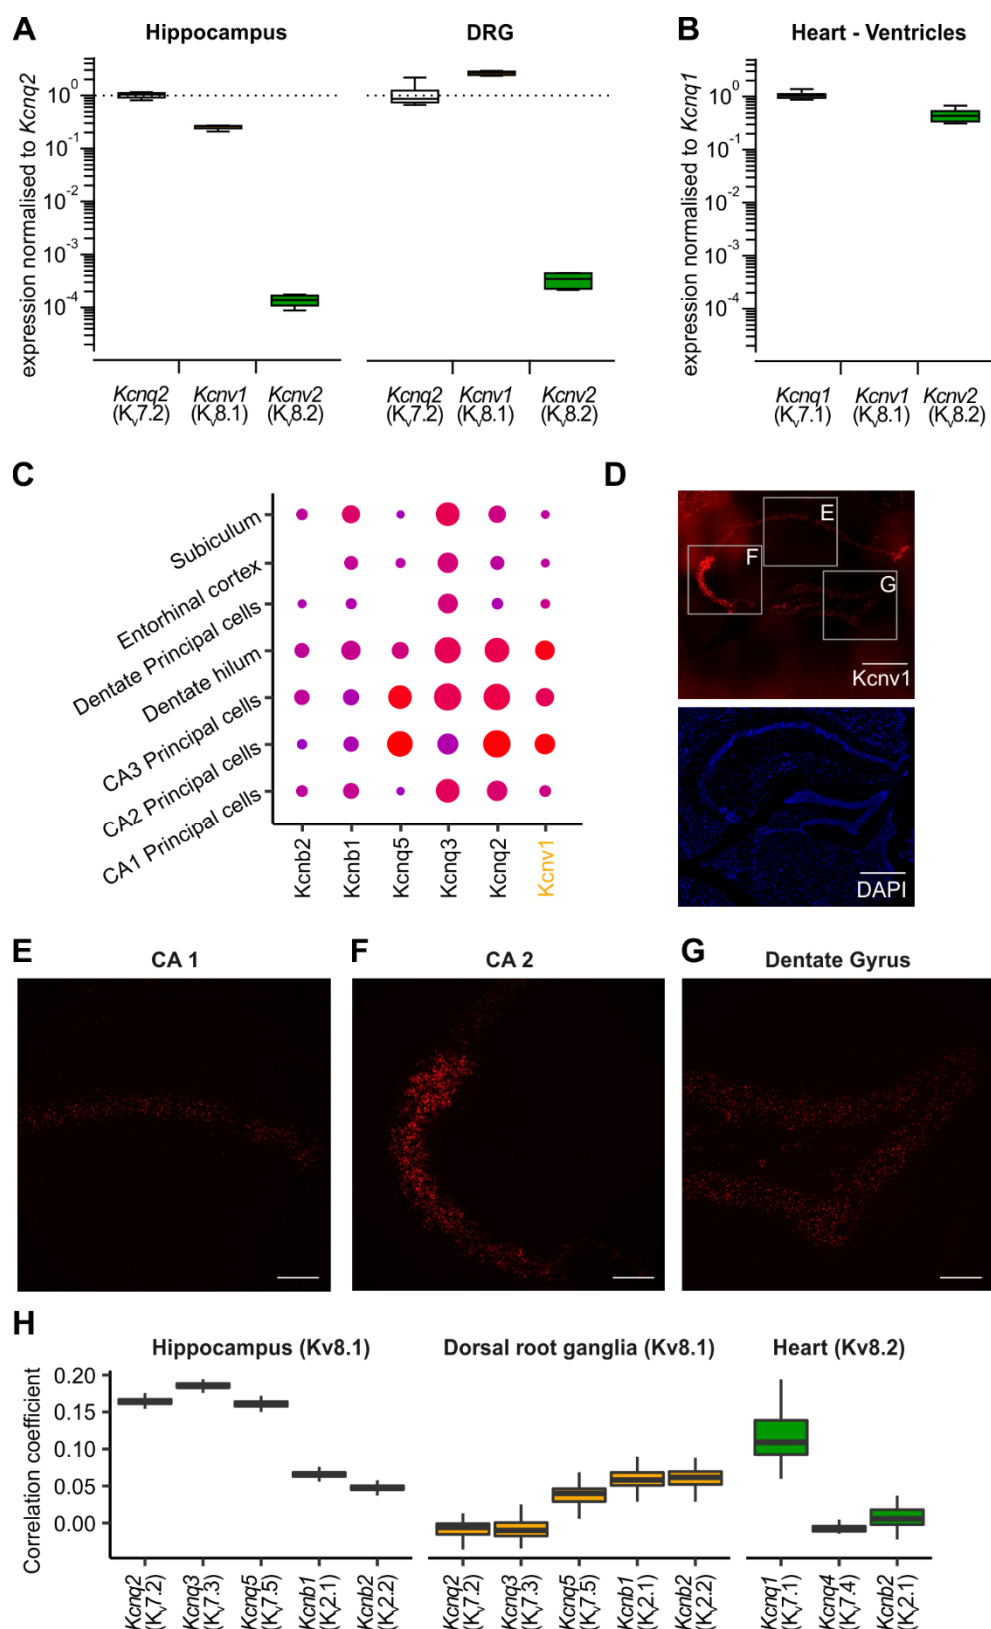 A
Hippocampus
DRG
expression normalised to Kcnq2
10^0
10^-1
10^-2
10^-3
10^-4
Kcnq2 Kcnv1 Kcnv2
(Kv7.2) (Kv8.1) (Kv8.2)
Kcnq2 Kcnv1 Kcnv2
(Kv7.2) (Kv8.1) (Kv8.2)
B
Heart - Ventricles
expression normalised to Kcnq1
10^0
10^-1
10^-2
10^-3
10^-4
Kcnq1 Kcnv1 Kcnv2
(Kv7.1) (Kv8.1) (Kv8.2)
C
Subiculum
Entorhinal cortex
Dentate Principal cells
Dentate hilum
CA3 Principal cells
CA2 Principal cells
CA1 Principal cells
Kcnb2
Kcnb1
Kcnq5
Kcnq3
Kcnq2
Kcnv1
D
E
F
G
Kcnv1
DAPI
E
CA 1
F
CA 2
G
Dentate Gyrus
H
Hippocampus (Kv8.1)
Dorsal root ganglia (Kv8.1)
Heart (Kv8.2)
Correlation coefficient
0.20
0.15
0.10
0.05
0.00
Kcnq2
(Kv7.2)
Kcnq3
(Kv7.3)
Kcnq5
(Kv7.5)
Kcnb1
(Kv2.1)
Kcnb2
(Kv2.2)
Kcnq2
(Kv7.2)
Kcnq3
(Kv7.3)
Kcnq5
(Kv7.5)
Kcnb1
(Kv2.1)
Kcnb2
(Kv2.2)
Kcnq1
(Kv7.1)
Kcnq4
(Kv7.4)
Kcnb2
(Kv2.1)